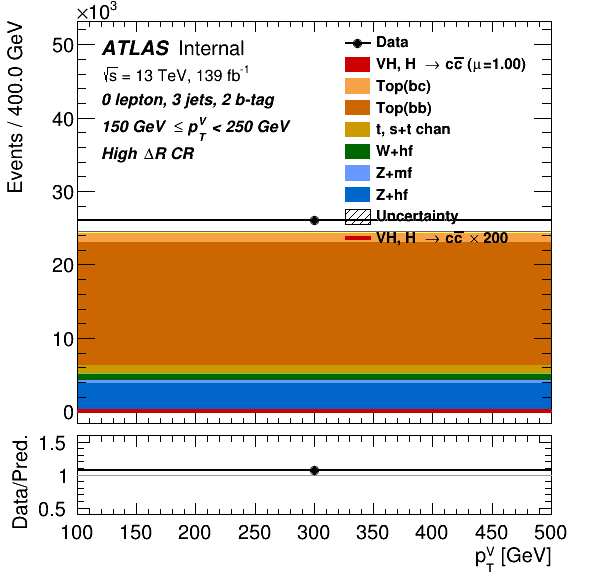 ×10³
Events / 400.0 GeV
50
40
30
20
10
0
ATLAS Internal
√s = 13 TeV, 139 fb⁻¹
0 lepton, 3 jets, 2 b-tag
150 GeV ≤ p_T^V < 250 GeV
High ΔR CR
Data
VH, H → cc̅ (μ=1.00)
Top(bc)
Top(bb)
t, s+t chan
W+hf
Z+mf
Z+hf
Uncertainty
VH, H → cc̅ × 200
Data/Pred.
1.5
1
0.5
100 150 200 250 300 350 400 450 500
p_T^V [GeV]